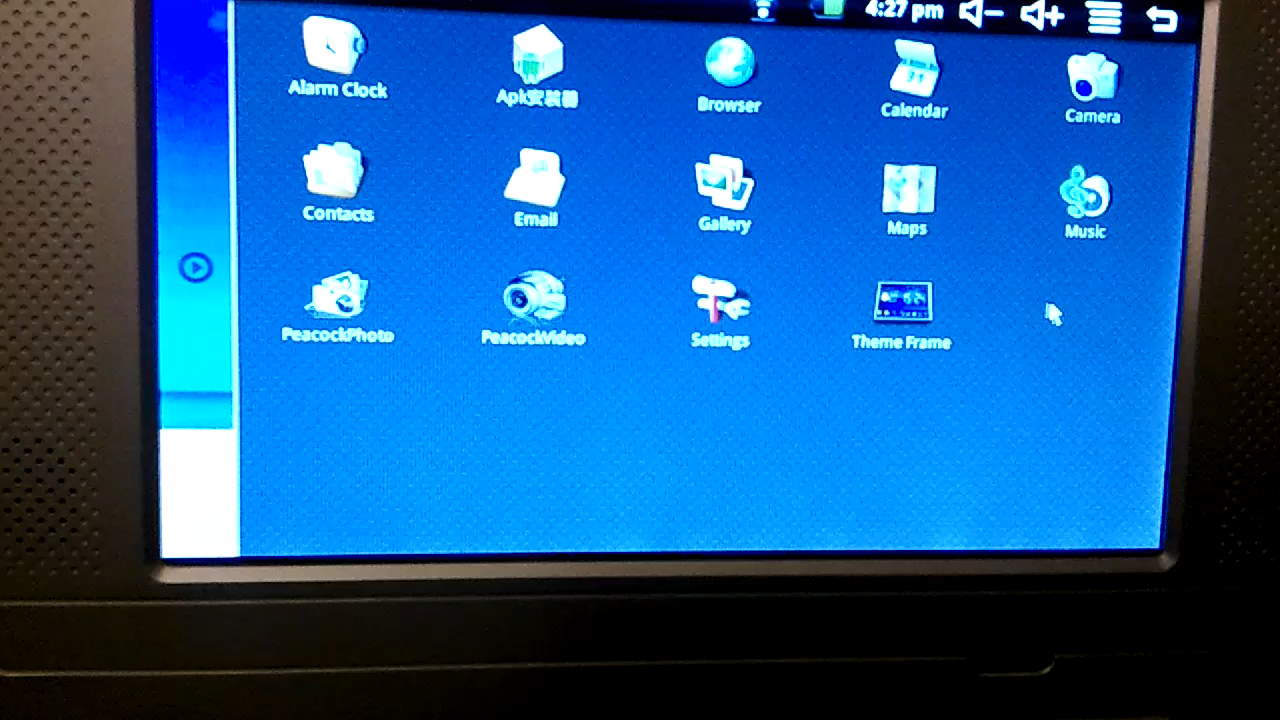 4:27 pm
Alarm Clock
Apk安装器
Browser
Calendar
Camera
Contacts
Email
Gallery
Maps
Music
PeacockPhoto
PeacockVideo
Settings
Theme Frame